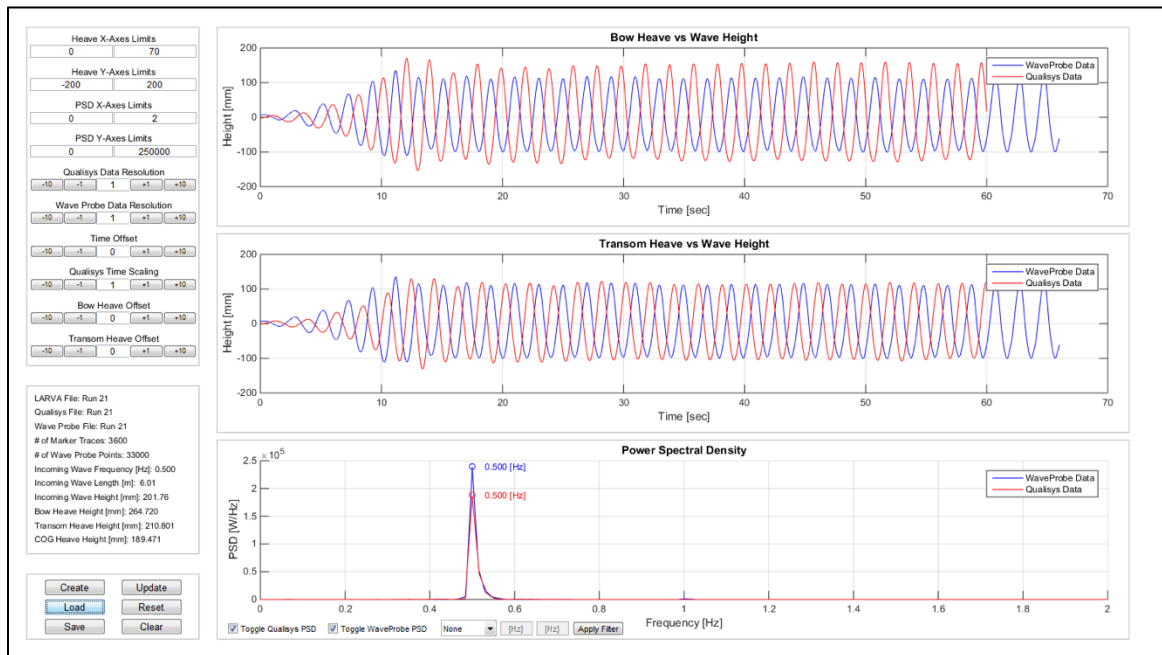 Heave X-Axes Limits
0 70
Heave Y-Axes Limits
-200 200
PSD X-Axes Limits
0 2
PSD Y-Axes Limits
0 250000
Qualisys Data Resolution
-10 -1 1 +1 +10
Wave Probe Data Resolution
-10 -1 1 +1 +10
Time Offset
-10 -1 0 +1 +10
Qualisys Time Scaling
-10 -1 1 +1 +10
Bow Heave Offset
-10 -1 0 +1 +10
Transom Heave Offset
-10 -1 0 +1 +10
LARVA File: Run 21
Qualisys File: Run 21
Wave Probe File: Run 21
# of Marker Traces: 3600
# of Wave Probe Points: 33000
Incoming Wave Frequency [Hz]: 0.500
Incoming Wave Length [m]: 6.01
Incoming Wave Height [mm]: 201.76
Bow Heave Height [mm]: 264.720
Transom Heave Height [mm]: 210.801
COG Heave Height [mm]: 189.471
Create Update
Load Reset
Save Clear
Bow Heave vs Wave Height
200
100
0
-100
-200
Height [mm]
WaveProbe Data
Qualisys Data
0 10 20 30 40 50 60 70
Time [sec]
Transom Heave vs Wave Height
200
100
0
-100
-200
Height [mm]
WaveProbe Data
Qualisys Data
0 10 20 30 40 50 60 70
Time [sec]
Power Spectral Density
×10^5
2.5
2
1.5
1
0.5
0
PSD [W/Hz]
0.500 [Hz]
0.500 [Hz]
WaveProbe Data
Qualisys Data
0 0.2 0.4 0.6 0.8 1 1.2 1.4 1.6 1.8 2
Frequency [Hz]
Toggle Qualisys PSD Toggle WaveProbe PSD None [Hz] [Hz] Apply Filter